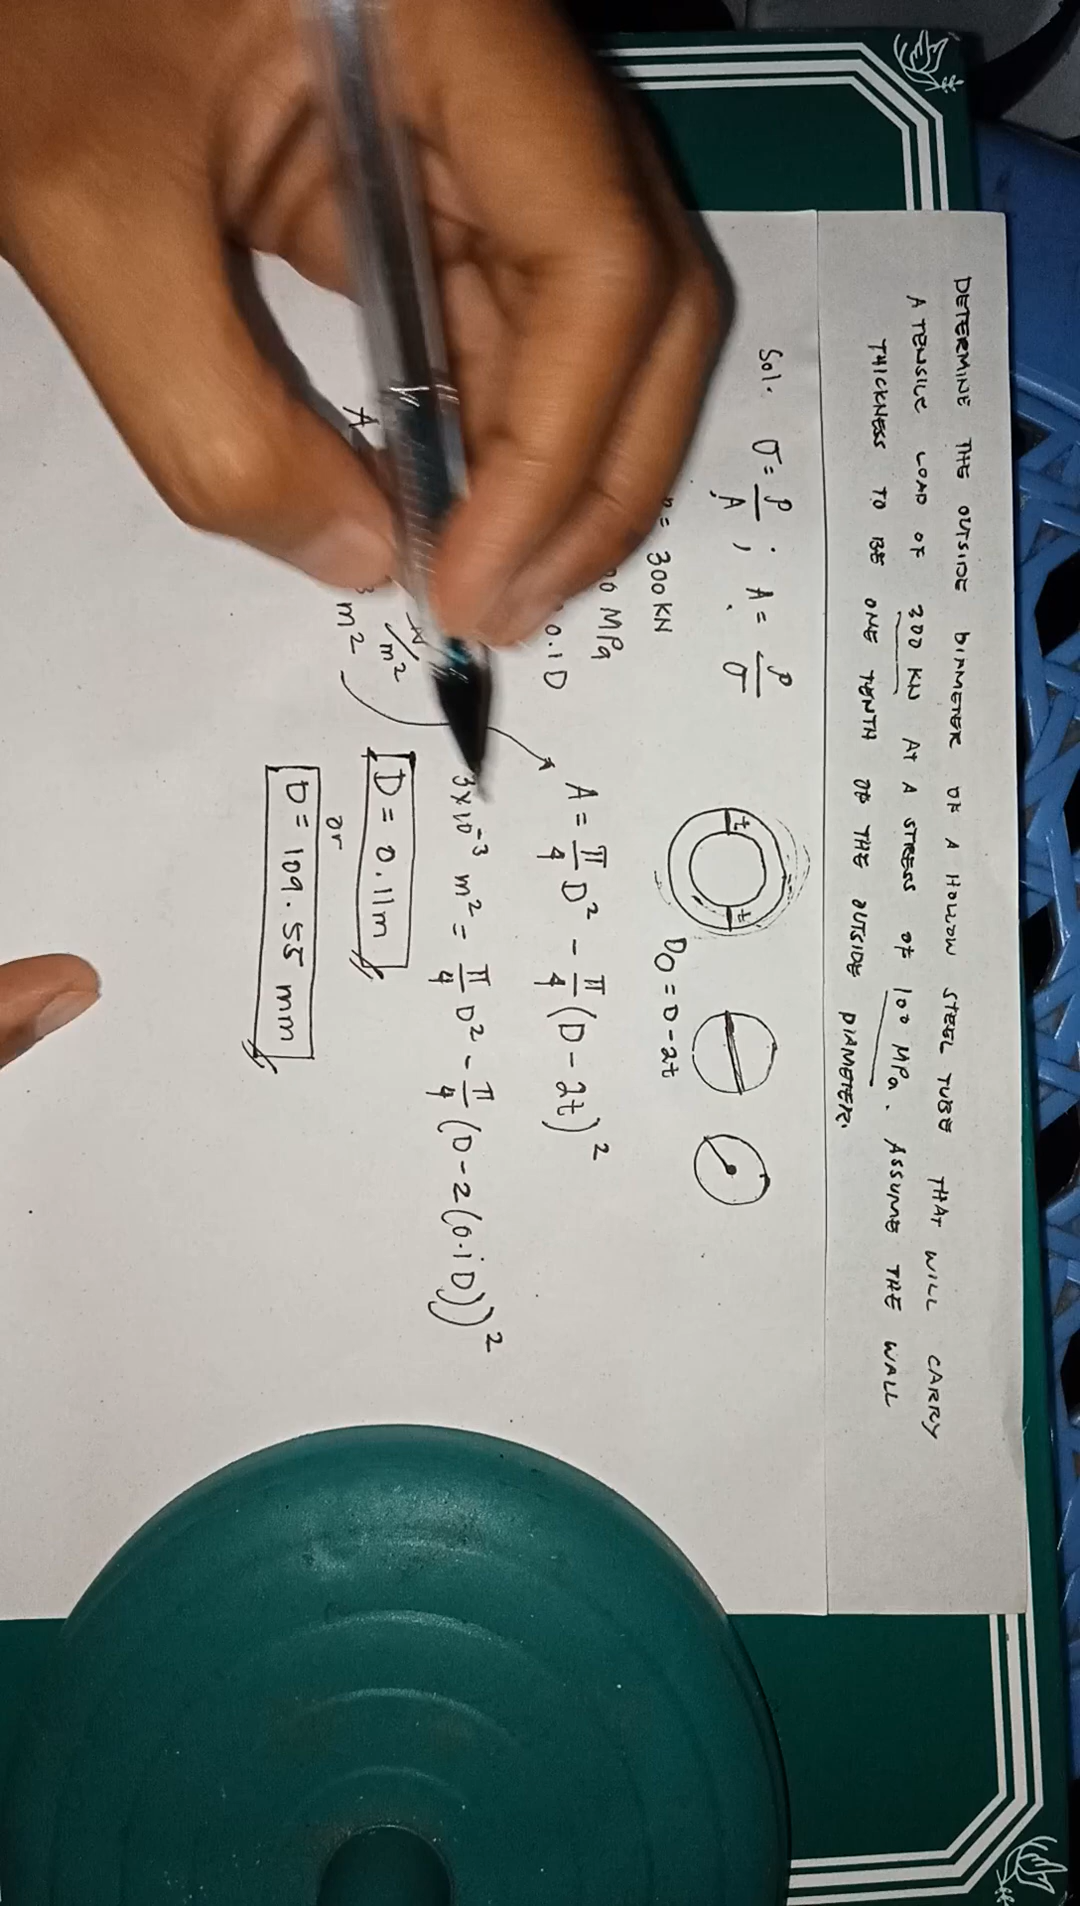 DETERMINE THE OUTSIDE DIAMETER OF A HOLLOW STEEL TUBE THAT WILL CARRY
A TENSILE LOAD OF 300 KN AT A STRESS OF 100 MPa. ASSUME THE WALL
THICKNESS TO BE ONE TENTH OF THE OUTSIDE DIAMETER.
Sol. σ = P/A ; A = P/σ
t t
= 300 KN
D0 = D - 2t
00 MPa
0.1 D
A = π/4 D² - π/4 (D - 2t)²
N/m²
3x10⁻³ m² = π/4 D² - π/4 (D - 2(0.1D))²
A
m²
D = 0.11m
or
D = 109.55 mm